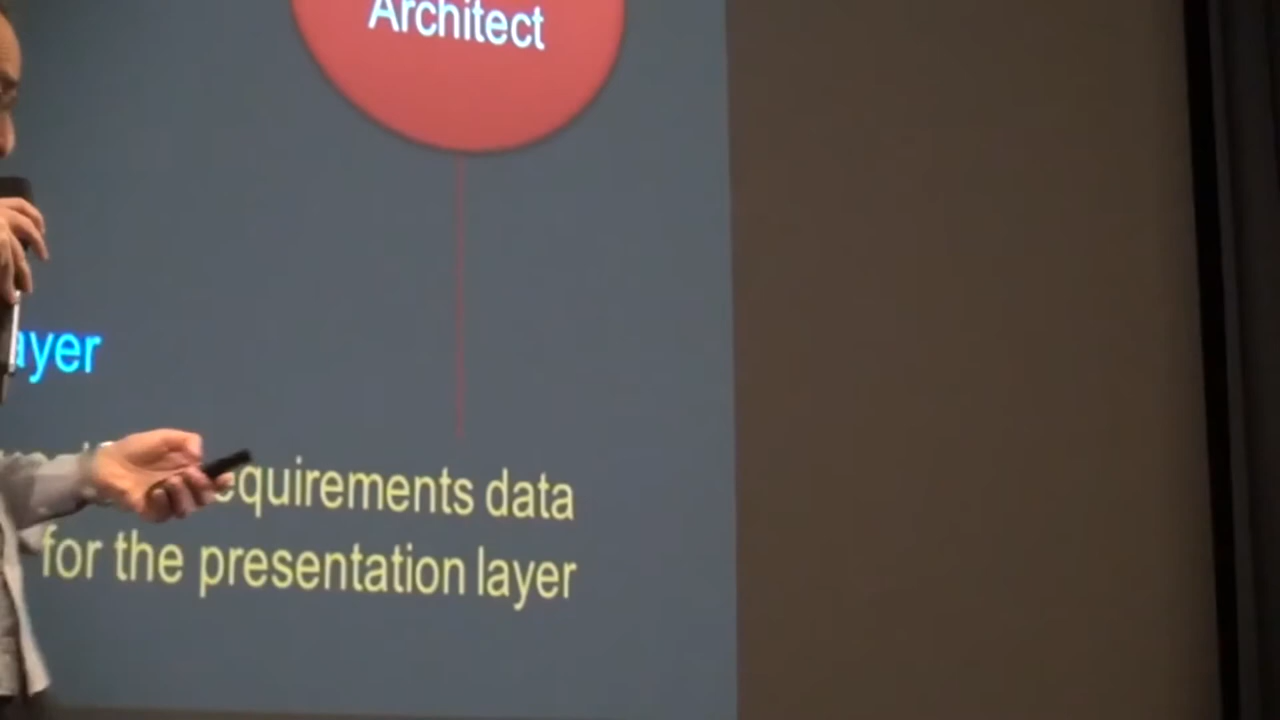 Architect
ayer
equirements data
for the presentation layer